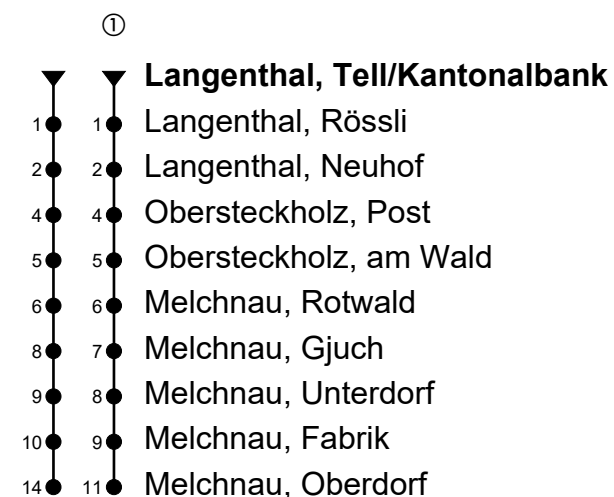 ①
Langenthal, Tell/Kantonalbank
1 1 Langenthal, Rössli
2 2 Langenthal, Neuhof
4 4 Obersteckholz, Post
5 5 Obersteckholz, am Wald
6 6 Melchnau, Rotwald
8 7 Melchnau, Gjuch
9 8 Melchnau, Unterdorf
10 9 Melchnau, Fabrik
14 11 Melchnau, Oberdorf